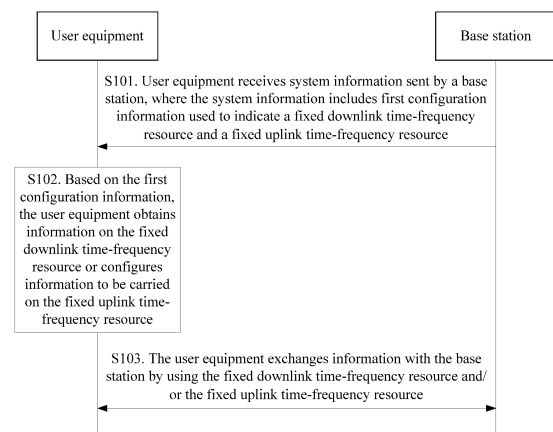 User equipment
Base station
S101. User equipment receives system information sent by a base
station, where the system information includes first configuration
information used to indicate a fixed downlink time-frequency
resource and a fixed uplink time-frequency resource
S102. Based on the first
configuration information,
the user equipment obtains
information on the fixed
downlink time-frequency
resource or configures
information to be carried
on the fixed uplink time-
frequency resource
S103. The user equipment exchanges information with the base
station by using the fixed downlink time-frequency resource and/
or the fixed uplink time-frequency resource